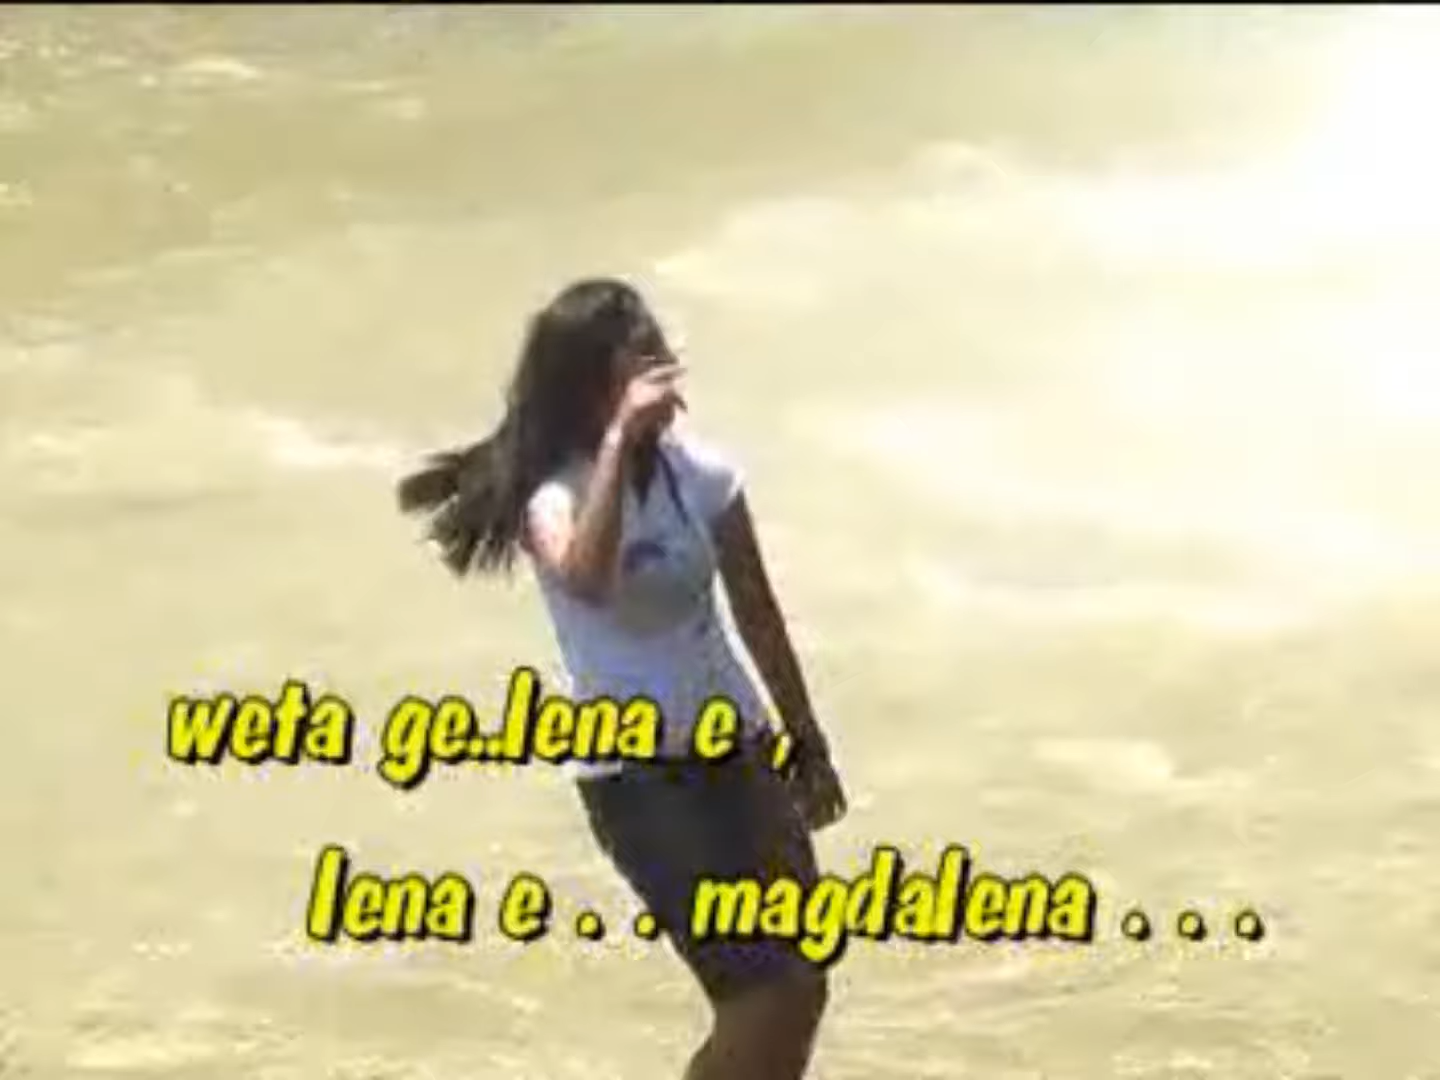 weta ge..lena e ,
lena e . . magdalena . . .